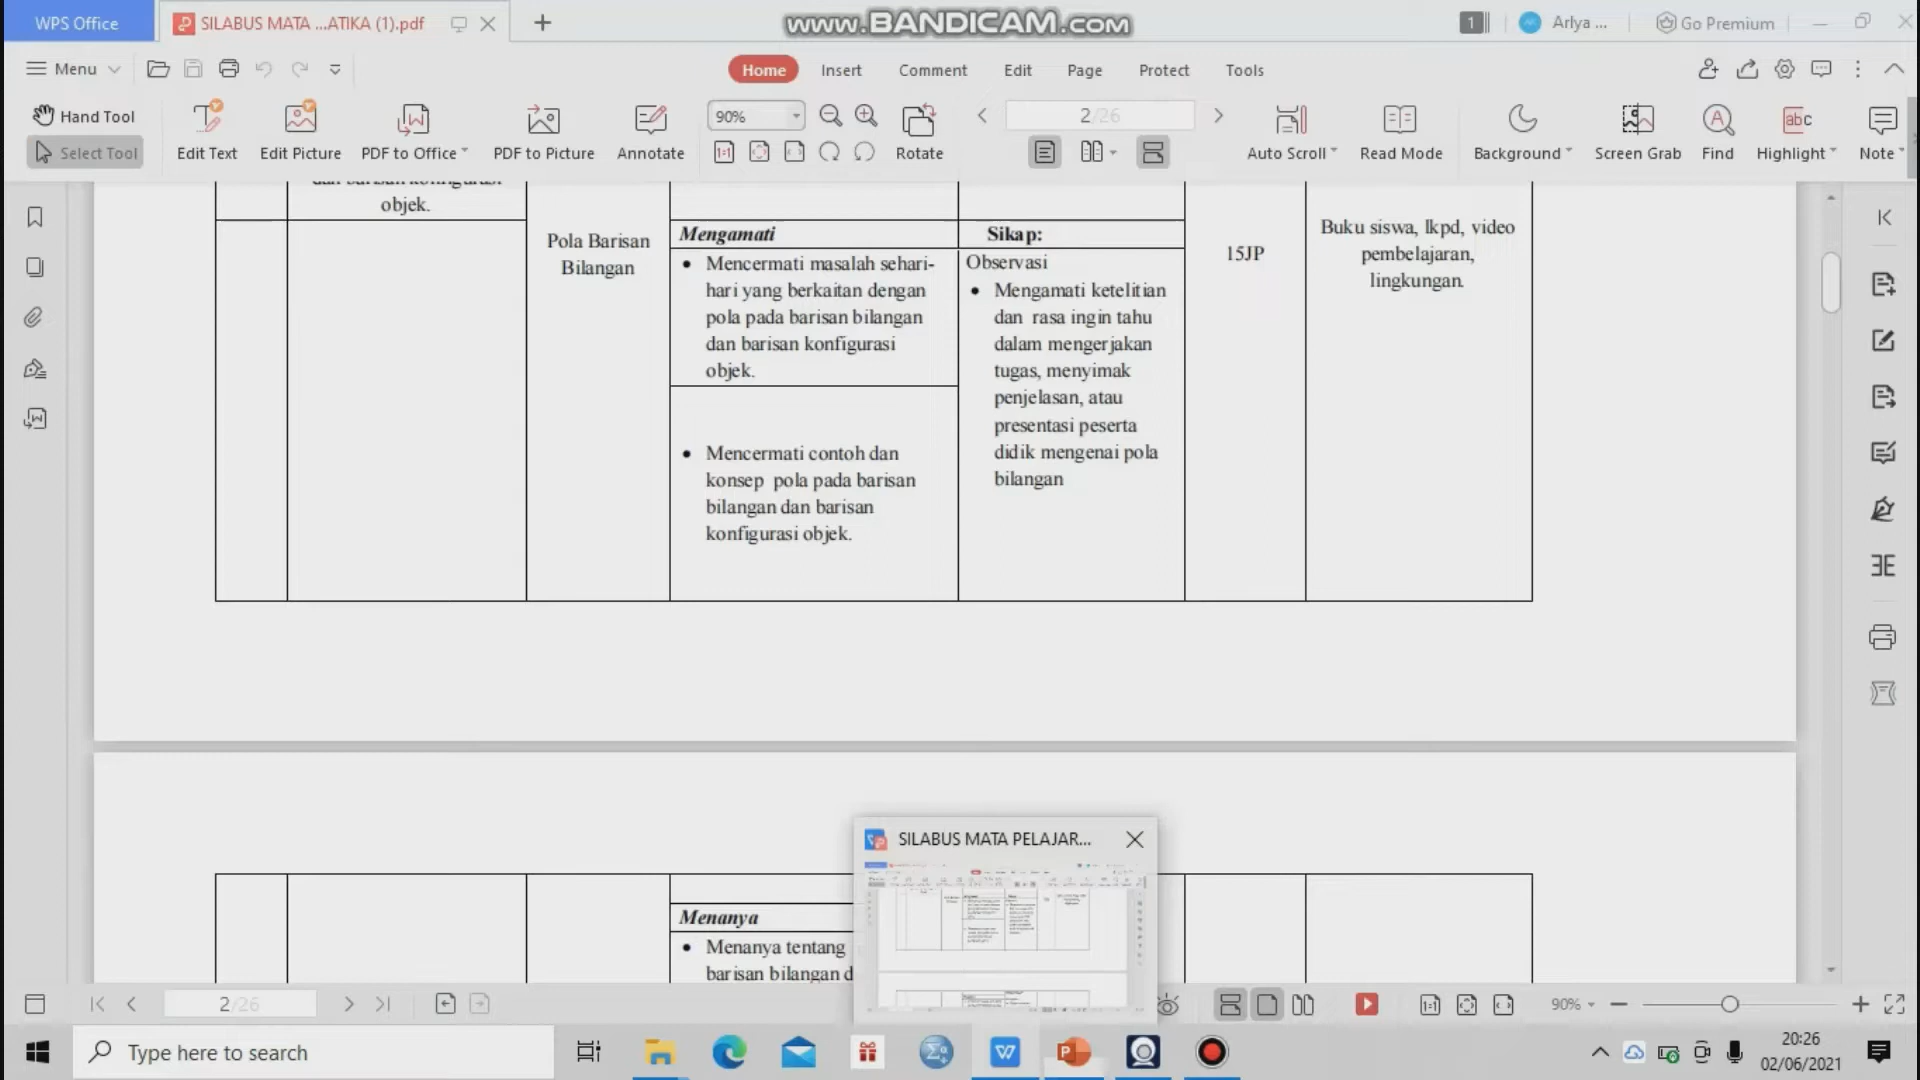 WPS Office
SILABUS MATA ...ATIKA (1).pdf
www.BANDICAM.com
1
Arlya ...
Go Premium
Menu
Home
Insert
Comment
Edit
Page
Protect
Tools
Hand Tool
Select Tool
Edit Text
Edit Picture
PDF to Office
PDF to Picture
Annotate
90%
Rotate
2/26
Auto Scroll
Read Mode
Background
Screen Grab
Find
Highlight
Note
dan barisan konfigurasi
objek.
Pola Barisan
Bilangan
Mengamati
Mencermati masalah sehari-
hari yang berkaitan dengan
pola pada barisan bilangan
dan barisan konfigurasi
objek.
Mencermati contoh dan
konsep pola pada barisan
bilangan dan barisan
konfigurasi objek.
Sikap:
Observasi
Mengamati ketelitian
dan rasa ingin tahu
dalam mengerjakan
tugas, menyimak
penjelasan, atau
presentasi peserta
didik mengenai pola
bilangan
15JP
Buku siswa, lkpd, video
pembelajaran,
lingkungan.
Menanya
Menanya tentang
barisan bilangan d
SILABUS MATA PELAJAR...
2/26
90%
Type here to search
20:26
02/06/2021